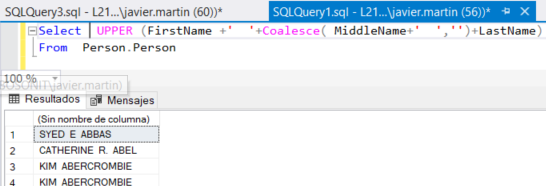 SQLQuery3.sql - L21...\javier.martin (60))*
SQLQuery1.sql - L21...\javier.martin (56))*
Select UPPER (FirstName +' '+Coalesce( MiddleName+' ','')+LastName)
From Person.Person
100 %
\javier.martin)
Resultados
Mensajes
(Sin nombre de columna)
1 SYED E ABBAS
2 CATHERINE R. ABEL
3 KIM ABERCROMBIE
4 KIM ABERCROMBIE